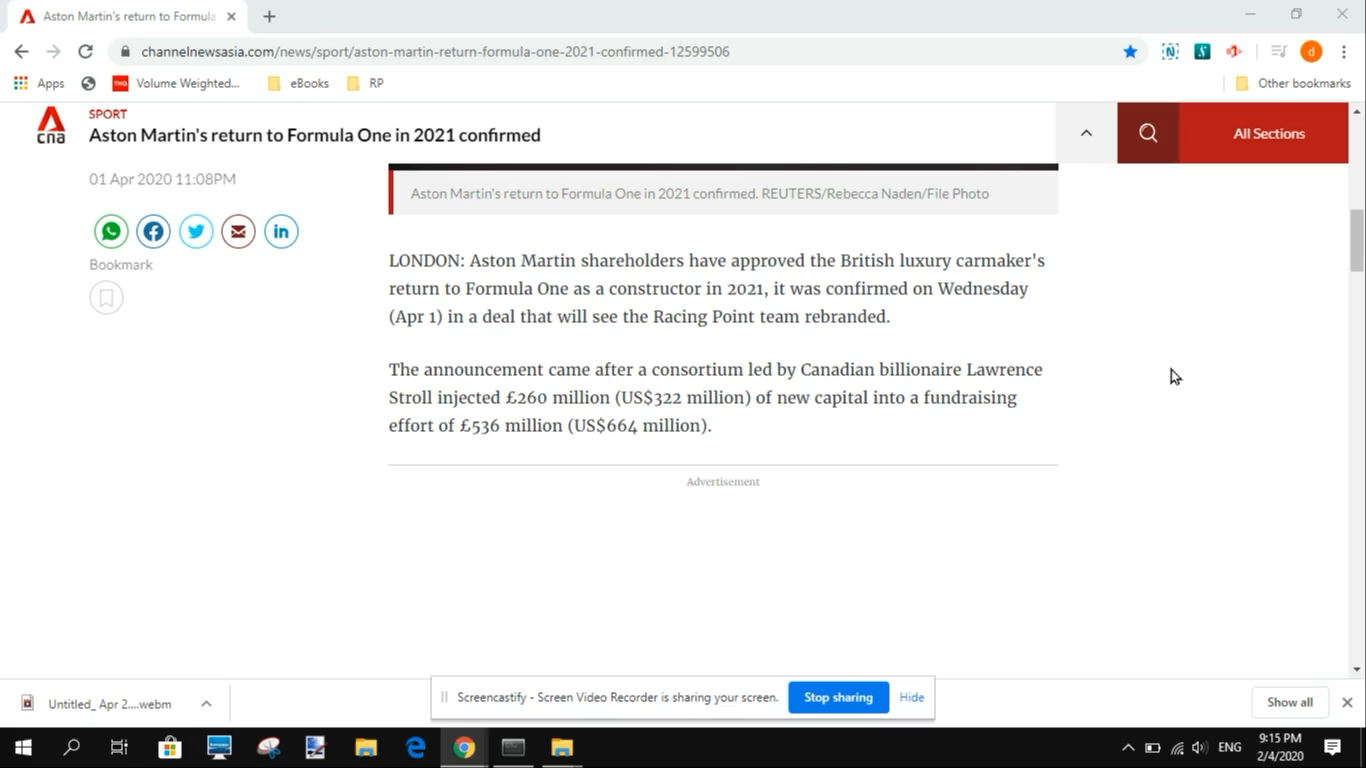 Aston Martin's return to Formula
channelnewsasia.com/news/sport/aston-martin-return-formula-one-2021-confirmed-12599506
d
Apps
Volume Weighted...
eBooks
RP
Other bookmarks
cna
SPORT
Aston Martin's return to Formula One in 2021 confirmed
All Sections
01 Apr 2020 11:08PM
Aston Martin's return to Formula One in 2021 confirmed. REUTERS/Rebecca Naden/File Photo
Bookmark
LONDON: Aston Martin shareholders have approved the British luxury carmaker's
return to Formula One as a constructor in 2021, it was confirmed on Wednesday
(Apr 1) in a deal that will see the Racing Point team rebranded.
The announcement came after a consortium led by Canadian billionaire Lawrence
Stroll injected £260 million (US$322 million) of new capital into a fundraising
effort of £536 million (US$664 million).
Advertisement
Untitled_ Apr 2....webm
Screencastify - Screen Video Recorder is sharing your screen.
Stop sharing
Hide
Show all
ENG
9:15 PM
2/4/2020